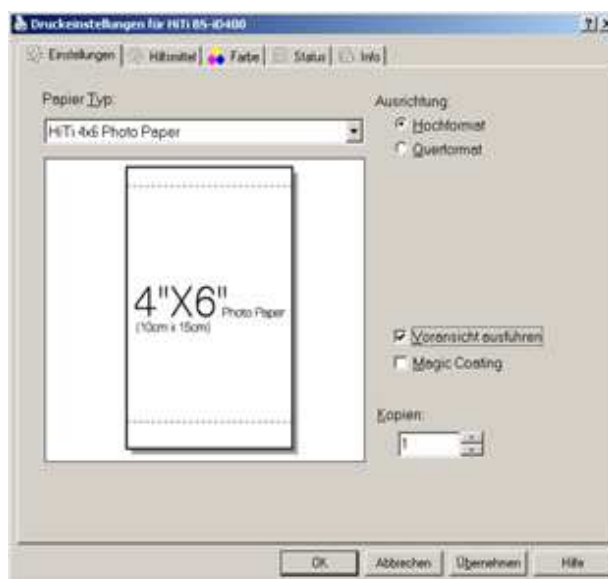 Druckeinstellungen für HiTi BS-iD400
Einstellungen Hilfsmittel Farbe Status Info
Papier Typ:
HiTi 4x6 Photo Paper
4"X6" Photo Paper
(10cm x 15cm)
Ausrichtung:
Hochformat
Querformat
Voransicht ausführen
Magic Coating
Kopien:
1
OK Abbrechen Übernehmen Hilfe